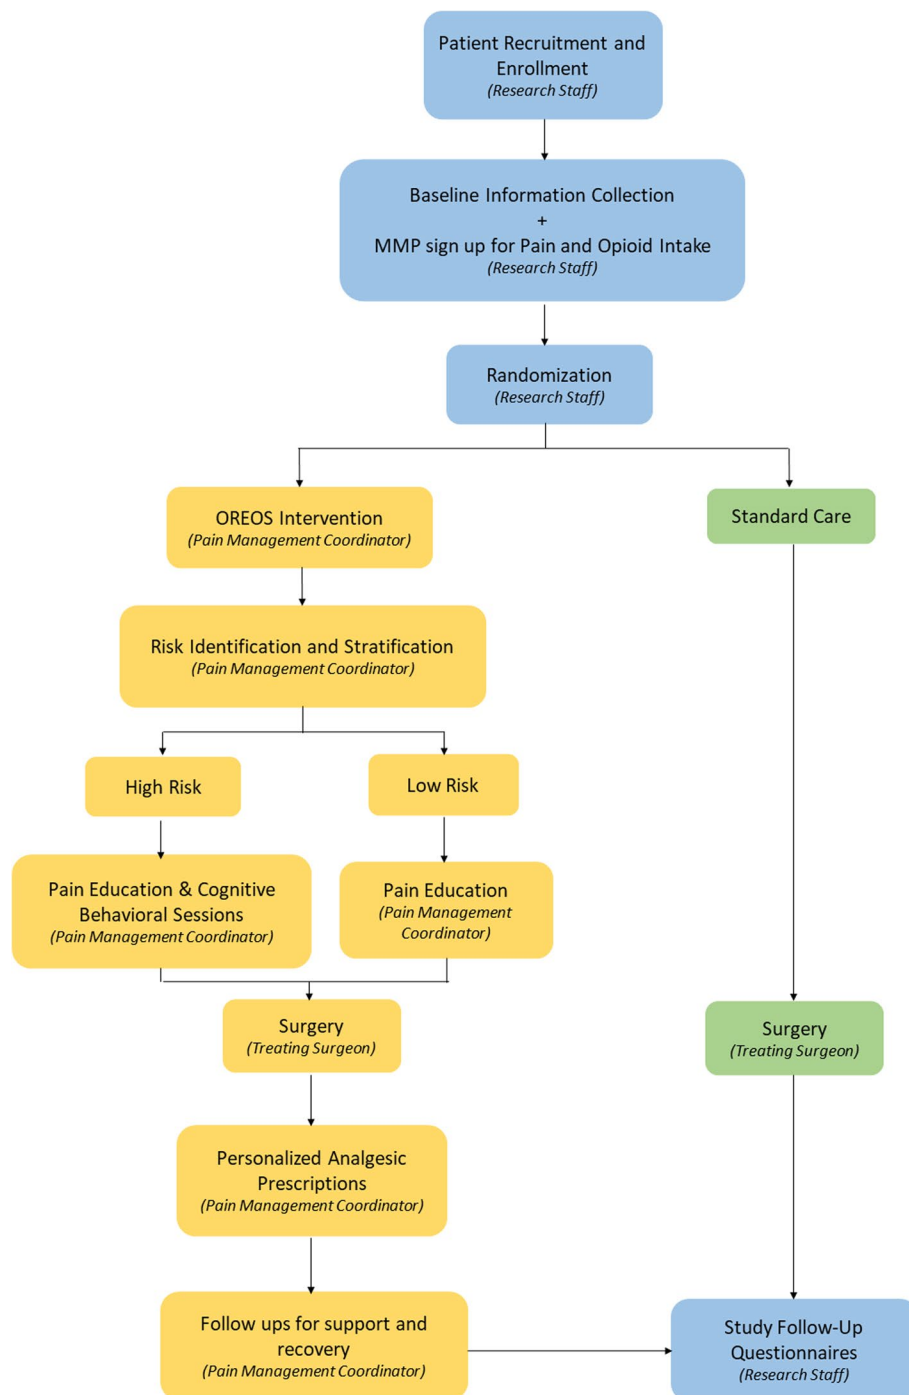 Patient Recruitment and
Enrollment
(Research Staff)
Baseline Information Collection
+
MMP sign up for Pain and Opioid Intake
(Research Staff)
Randomization
(Research Staff)
OREOS Intervention
(Pain Management Coordinator)
Standard Care
Risk Identification and Stratification
(Pain Management Coordinator)
High Risk
Low Risk
Pain Education & Cognitive
Behavioral Sessions
(Pain Management Coordinator)
Pain Education
(Pain Management
Coordinator)
Surgery
(Treating Surgeon)
Surgery
(Treating Surgeon)
Personalized Analgesic
Prescriptions
(Pain Management Coordinator)
Follow ups for support and
recovery
(Pain Management Coordinator)
Study Follow-Up
Questionnaires
(Research Staff)